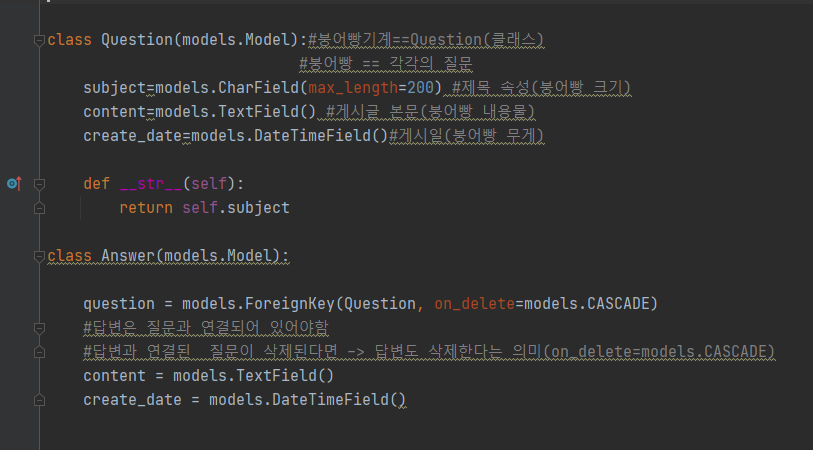 class Question(models.Model):#붕어빵기계==Question(클래스)
#붕어빵 == 각각의 질문
subject=models.CharField(max_length=200) #제목 속성(붕어빵 크기)
content=models.TextField() #게시글 본문(붕어빵 내용물)
create_date=models.DateTimeField()#게시일(붕어빵 무게)
def __str__(self):
return self.subject
class Answer(models.Model):
question = models.ForeignKey(Question, on_delete=models.CASCADE)
#답변은 질문과 연결되어 있어야함
#답변과 연결된  질문이 삭제된다면 -> 답변도 삭제한다는 의미(on_delete=models.CASCADE)
content = models.TextField()
create_date = models.DateTimeField()